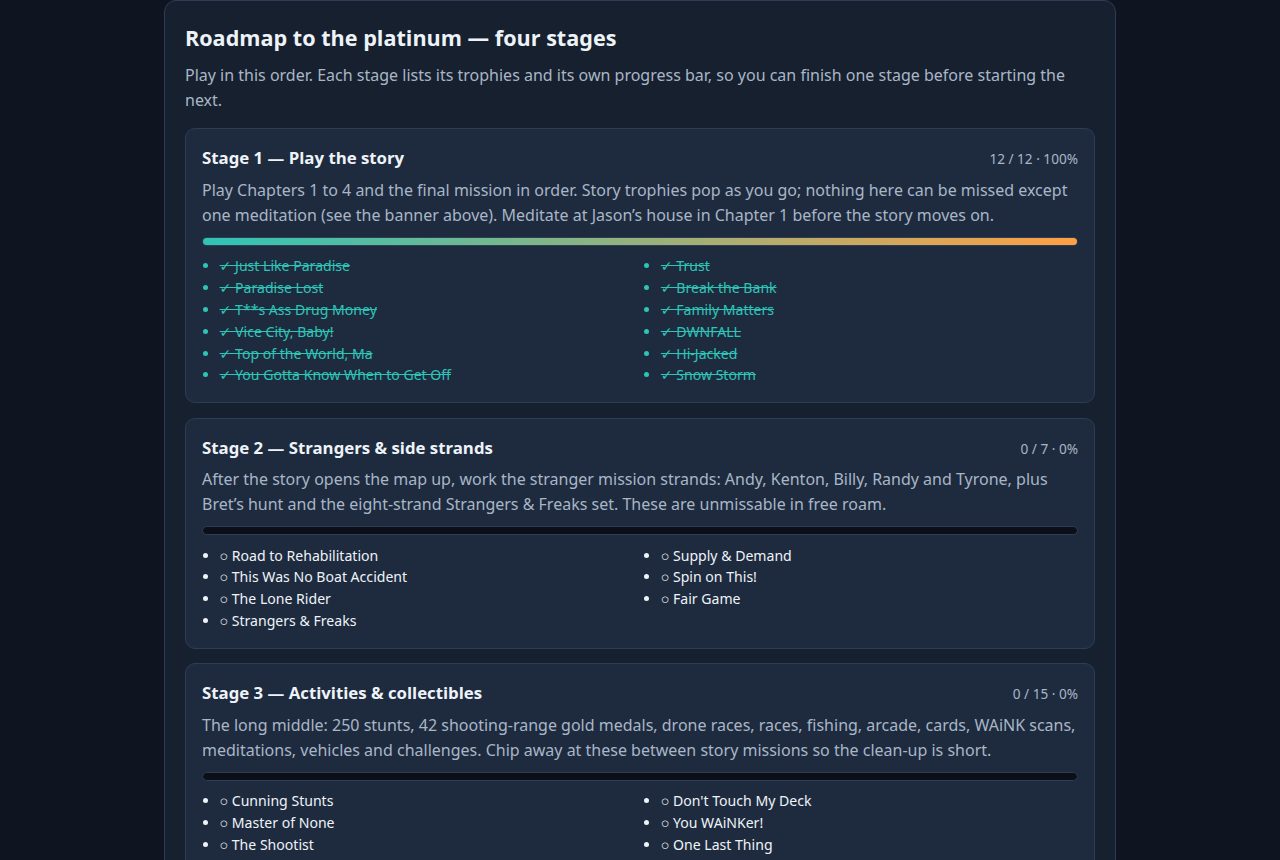 Roadmap to the platinum — four stages
Play in this order. Each stage lists its trophies and its own progress bar, so you can finish one stage before starting the
next.
Stage 1 — Play the story
12 / 12 · 100%
Play Chapters 1 to 4 and the final mission in order. Story trophies pop as you go; nothing here can be missed except
one meditation (see the banner above). Meditate at Jason’s house in Chapter 1 before the story moves on.
• ✓ Just Like Paradise
• ✓ Paradise Lost
• ✓ T**s Ass Drug Money
• ✓ Vice City, Baby!
• ✓ Top of the World, Ma
• ✓ You Gotta Know When to Get Off
• ✓ Trust
• ✓ Break the Bank
• ✓ Family Matters
• ✓ DWNFALL
• ✓ Hi-Jacked
• ✓ Snow Storm
Stage 2 — Strangers & side strands
0 / 7 · 0%
After the story opens the map up, work the stranger mission strands: Andy, Kenton, Billy, Randy and Tyrone, plus
Bret’s hunt and the eight-strand Strangers & Freaks set. These are unmissable in free roam.
• ○ Road to Rehabilitation
• ○ This Was No Boat Accident
• ○ The Lone Rider
• ○ Strangers & Freaks
• ○ Supply & Demand
• ○ Spin on This!
• ○ Fair Game
Stage 3 — Activities & collectibles
0 / 15 · 0%
The long middle: 250 stunts, 42 shooting-range gold medals, drone races, races, fishing, arcade, cards, WAiNK scans,
meditations, vehicles and challenges. Chip away at these between story missions so the clean-up is short.
• ○ Cunning Stunts
• ○ Master of None
• ○ The Shootist
• ○ Don't Touch My Deck
• ○ You WAiNKer!
• ○ One Last Thing